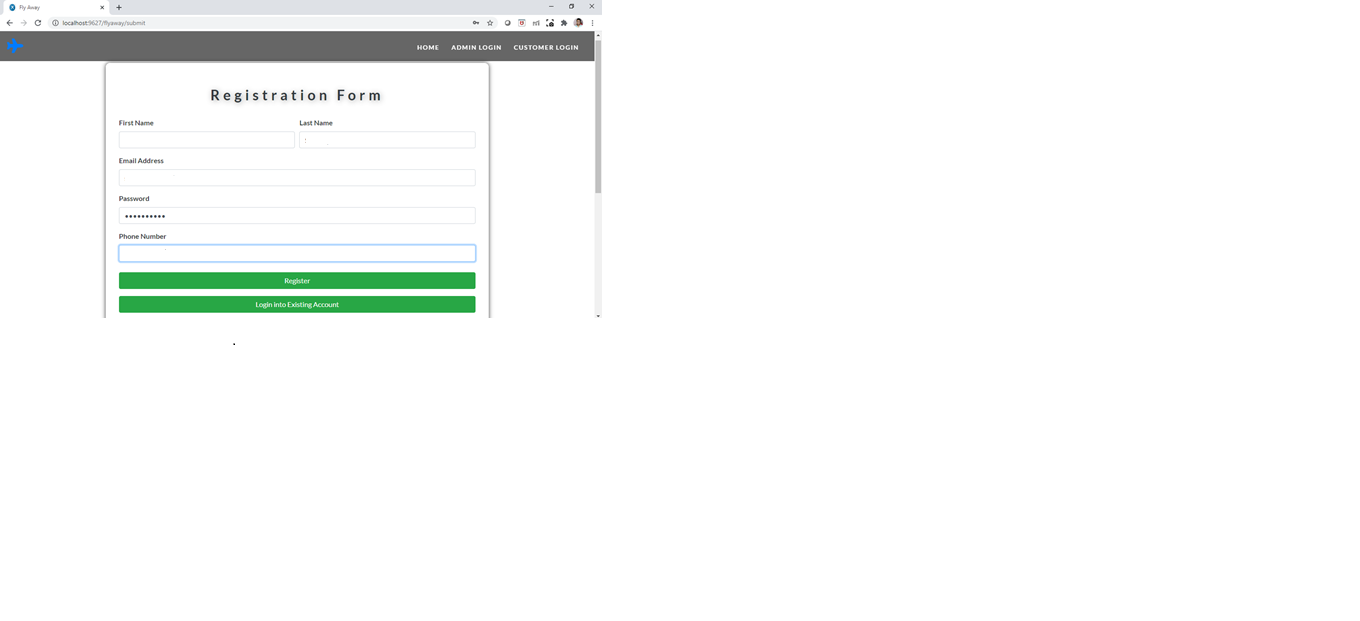 Fly Away
localhost:9627/flyaway/submit
HOME ADMIN LOGIN CUSTOMER LOGIN
Registration Form
First Name Last Name
Email Address
Password
••••••••••
Phone Number
Register
Login into Existing Account